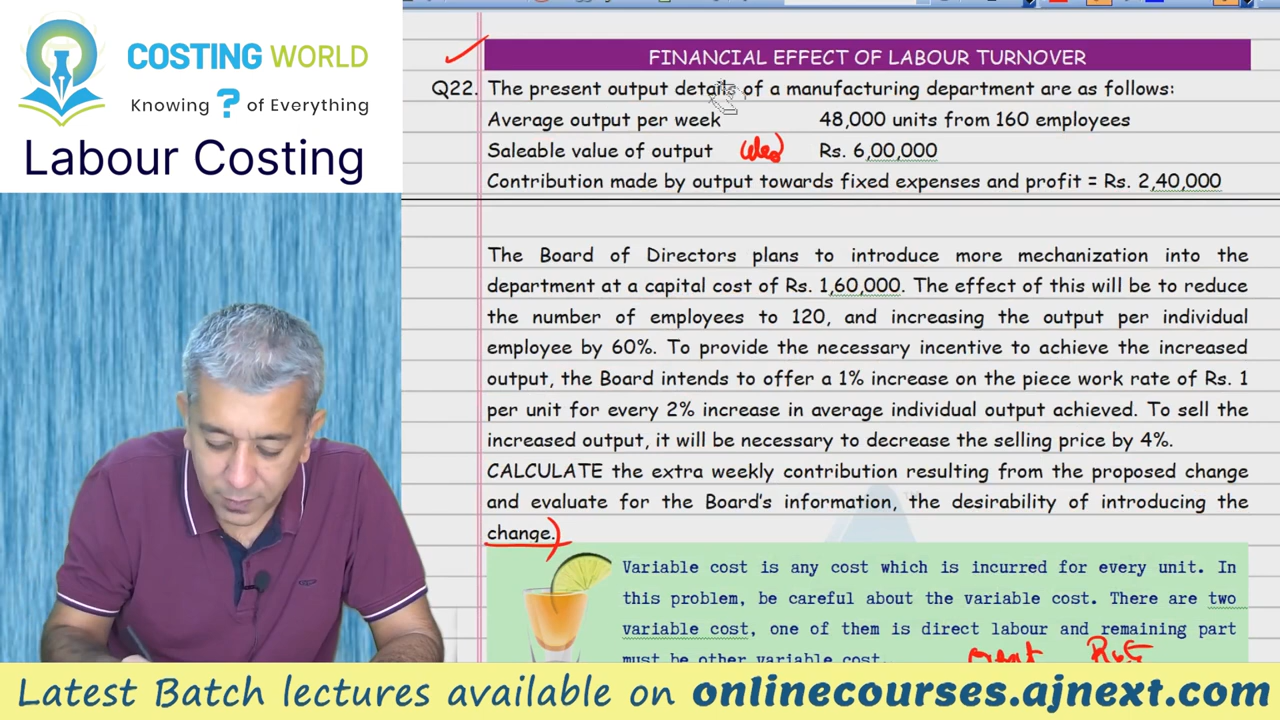 COSTING WORLD
Knowing ? of Everything
Labour Costing
FINANCIAL EFFECT OF LABOUR TURNOVER
Q22. The present output details of a manufacturing department are as follows:
Average output per week 48,000 units from 160 employees
Saleable value of output Rs. 6,00,000
Contribution made by output towards fixed expenses and profit = Rs. 2,40,000
The Board of Directors plans to introduce more mechanization into the
department at a capital cost of Rs. 1,60,000. The effect of this will be to reduce
the number of employees to 120, and increasing the output per individual
employee by 60%. To provide the necessary incentive to achieve the increased
output, the Board intends to offer a 1% increase on the piece work rate of Rs. 1
per unit for every 2% increase in average individual output achieved. To sell the
increased output, it will be necessary to decrease the selling price by 4%.
CALCULATE the extra weekly contribution resulting from the proposed change
and evaluate for the Board's information, the desirability of introducing the
change.
Variable cost is any cost which is incurred for every unit. In
this problem, be careful about the variable cost. There are two
variable cost, one of them is direct labour and remaining part
must be other variable cost.
Latest Batch lectures available on onlinecourses.ajnext.com